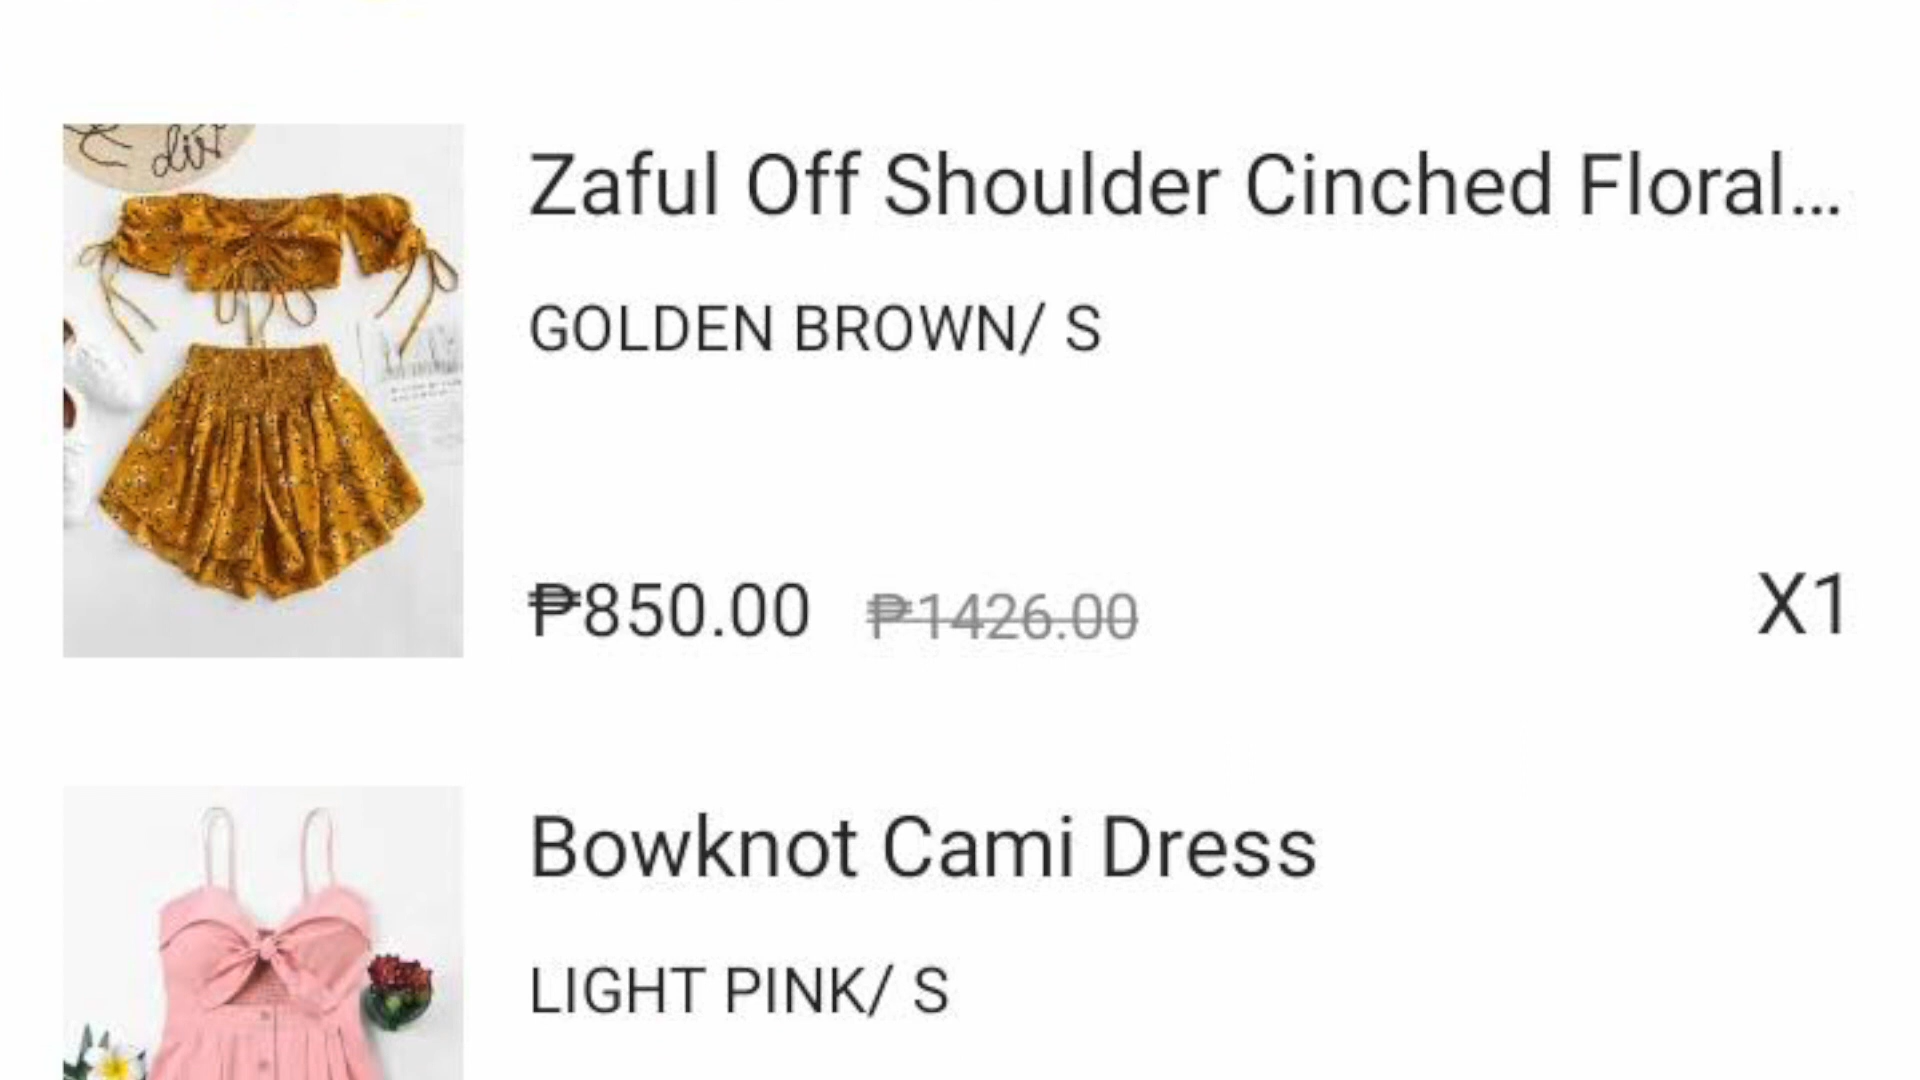 Zaful Off Shoulder Cinched Floral...
GOLDEN BROWN/ S
₱850.00 ₱1426.00 X1
Bowknot Cami Dress
LIGHT PINK/ S